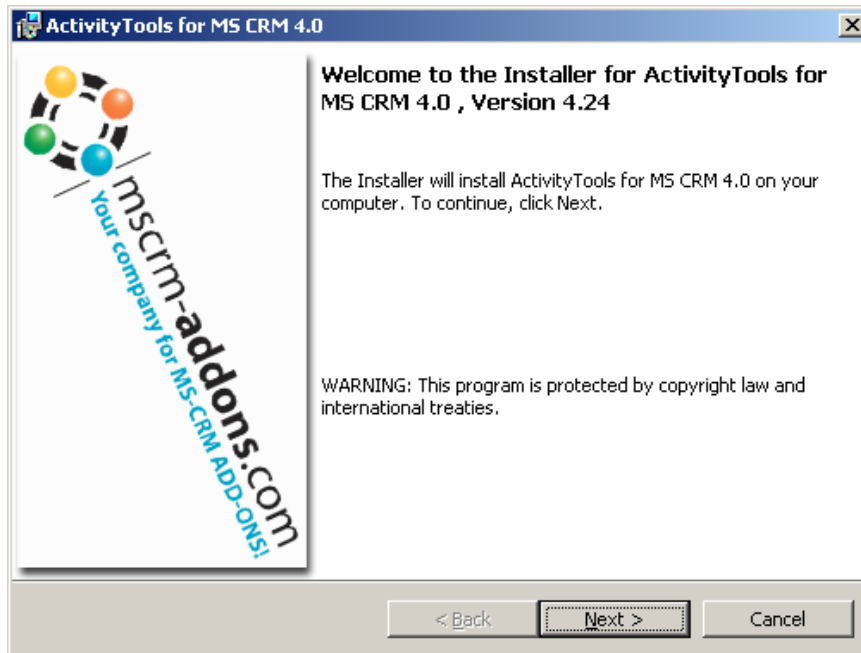 ActivityTools for MS CRM 4.0
mscrm-addons.com
Your company for MS-CRM ADD-ONS!
Welcome to the Installer for ActivityTools for
MS CRM 4.0 , Version 4.24
The Installer will install ActivityTools for MS CRM 4.0 on your
computer. To continue, click Next.
WARNING: This program is protected by copyright law and
international treaties.
< Back
Next >
Cancel